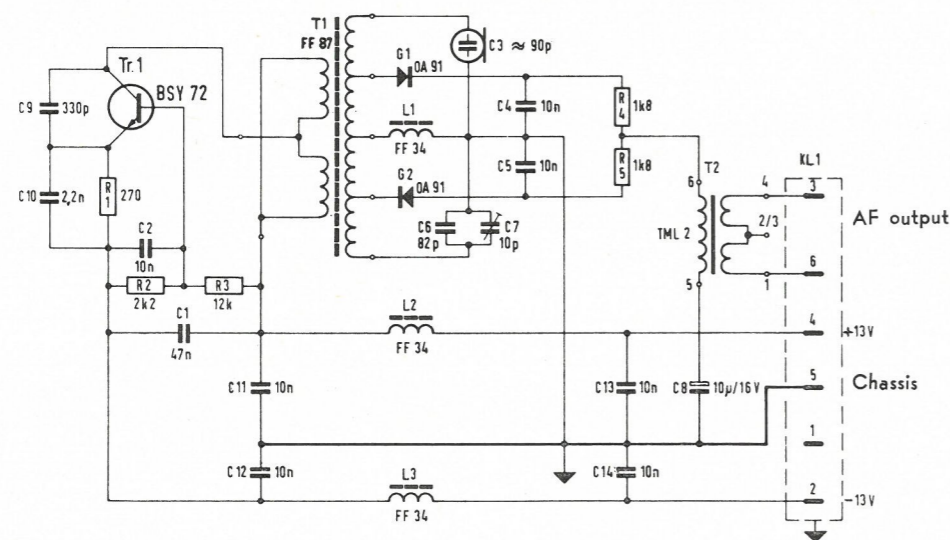 T1
FF 87
C3 ≈ 90p
Tr.1
BSY 72
G1
OA 91
C9 330p
C4 10n
R4 1k8
L1
FF 34
C5 10n
R5 1k8
C10 2,2n
R1 270
G2
OA 91
T2
KL1
6 4 3
AF output
C2
10n
C6
82p
C7
10p
TML 2
2/3
R2
2k2
R3
12k
5 1 6
C1
47n
L2
FF 34
4
+13V
C11 10n
C13 10n
C8 10µ/16V
5
Chassis
1
C12 10n
L3
FF 34
C14 10n
2
-13V